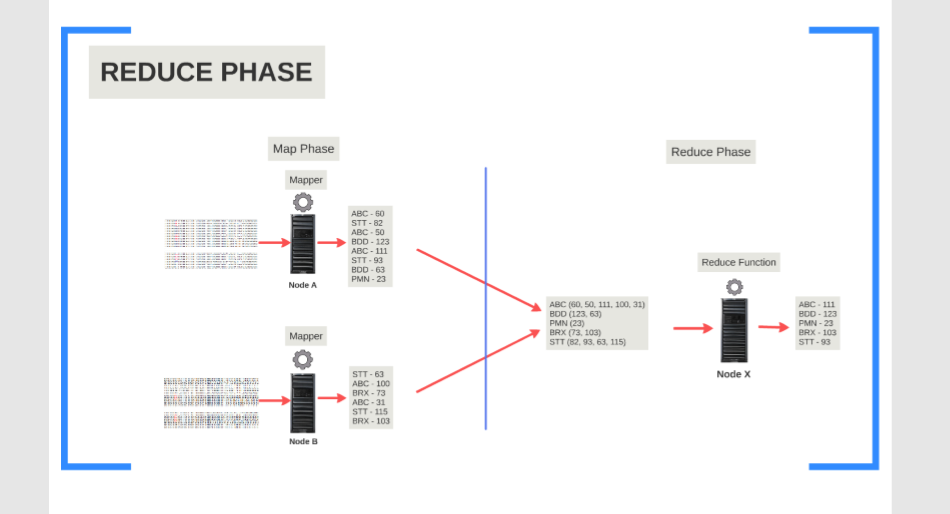 REDUCE PHASE
Map Phase
Mapper
ABC - 60
STT - 82
ABC - 50
BDD - 123
ABC - 111
STT - 93
BDD - 63
PMN - 23
Node A
Mapper
STT - 63
ABC - 100
BRX - 73
ABC - 31
STT - 115
BRX - 103
Node B
Reduce Phase
ABC (60, 50, 111, 100, 31)
BDD (123, 63)
PMN (23)
BRX (73, 103)
STT (82, 93, 63, 115)
Reduce Function
Node X
ABC - 111
BDD - 123
PMN - 23
BRX - 103
STT - 93